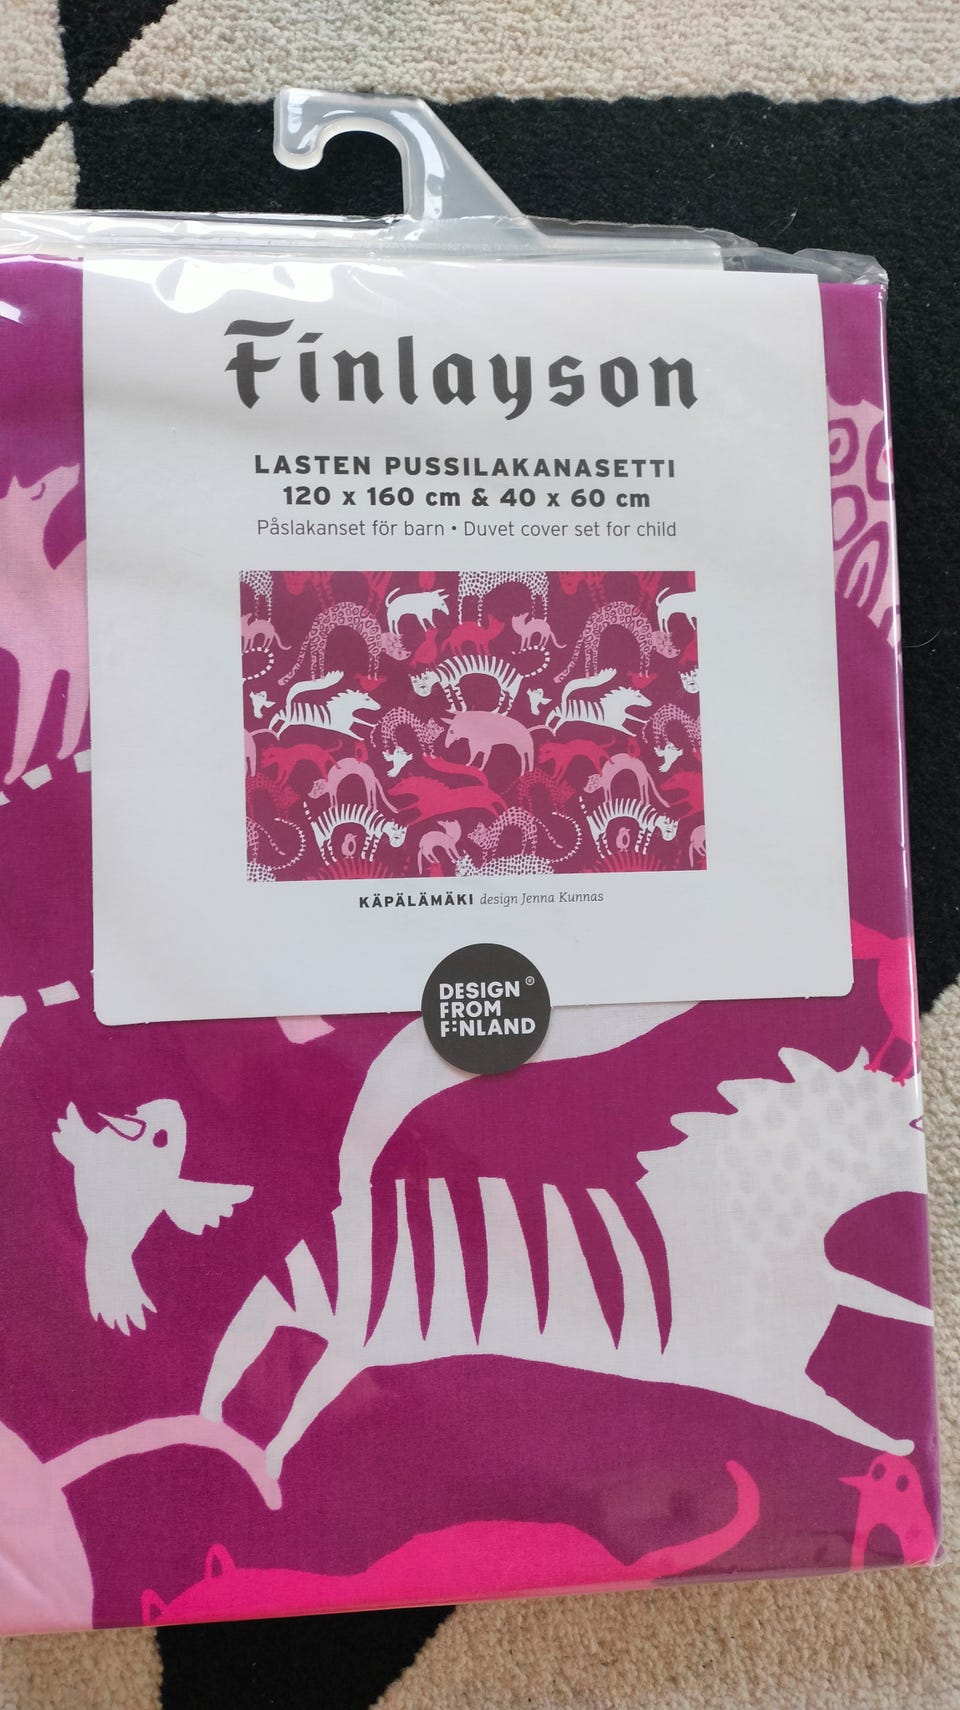 Finlayson
LASTEN PUSSILAKANASETTI
120 x 160 cm & 40 x 60 cm
Påslakanset för barn • Duvet cover set for child
KÄPÄLÄMÄKI design Jenna Kunnas
DESIGN ®
FROM
FINLAND